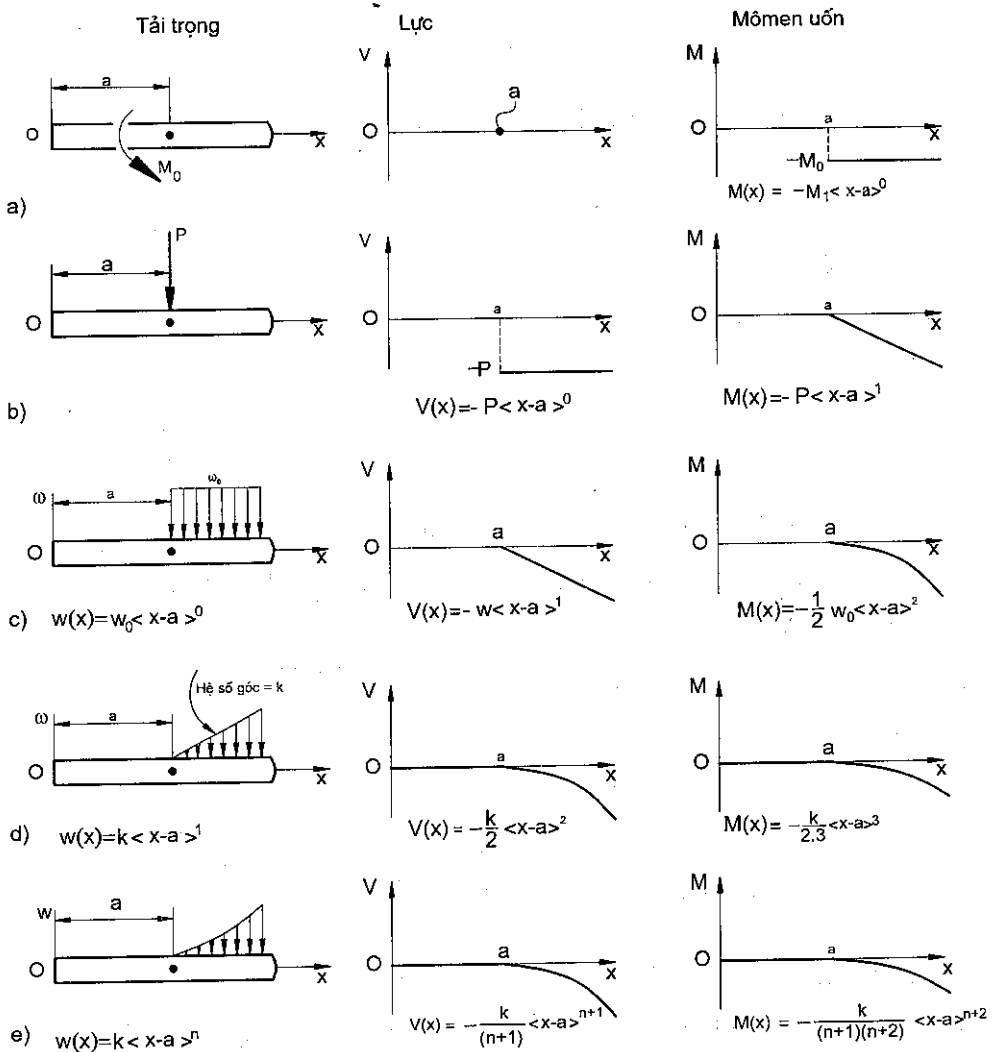 Tải trọng Lực Mômen uốn
a V a M a
O M₀ x O x O x
-M₀
a) M(x) = -M₁< x-a >⁰
P V M
a a a
O x O x O x
-P
b) V(x)=- P< x-a >⁰ M(x)=- P< x-a >¹
ω a ω₀ V a M a
O x O x O x
c) w(x)=w₀< x-a >⁰ V(x)=- w< x-a >¹ M(x)=-1/2 w₀<x-a>²
Hệ số góc = k
ω a V a M a
O x O x O x
d) w(x)=k< x-a >¹ V(x) = -k/2 <x-a>² M(x)= -k/2.3 <x-a>³
w a V a M a
O x O x O x
e) w(x)=k< x-a >ⁿ V(x) = -k/(n+1) <x-a>ⁿ⁺¹ M(x) = -k/(n+1)(n+2) <x-a>ⁿ⁺²